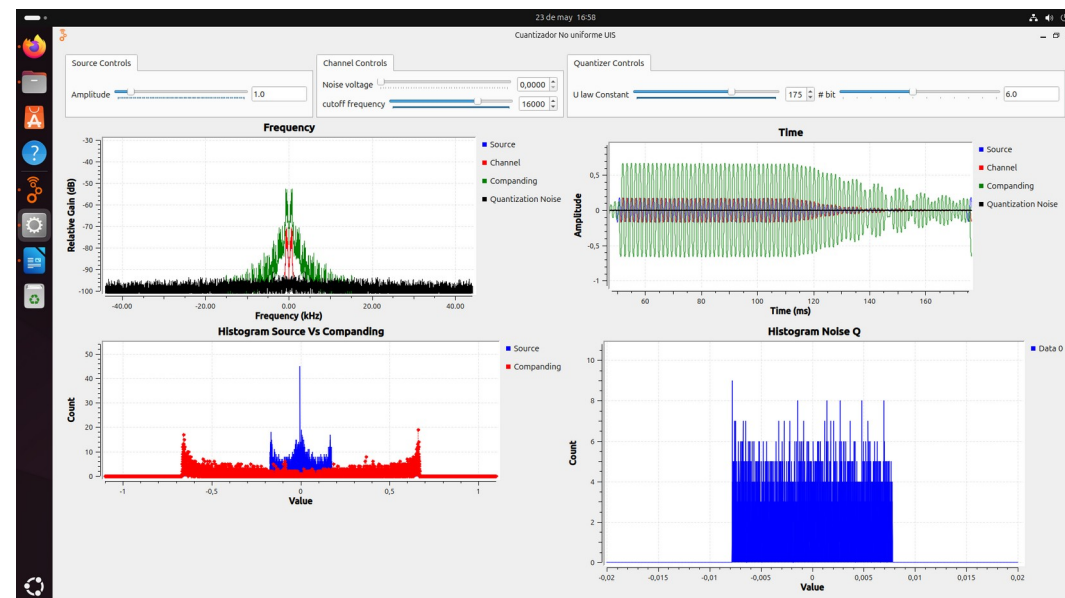 23 de may 16:58
Cuantizador No uniforme UIS
Source Controls
Channel Controls
Quantizer Controls
Amplitude 1.0
Noise voltage 0,0000
cutoff frequency 16000
U law Constant 175 # bit 6.0
Frequency
Relative Gain (dB)
-30
-40
-50
-60
-70
-80
-90
-100
-40.00 -20.00 0.00 20.00 40.00
Frequency (kHz)
Source
Channel
Companding
Quantization Noise
Time
Amplitude
0,5
0
-0,5
-1
60 80 100 120 140 160
Time (ms)
Source
Channel
Companding
Quantization Noise
Histogram Source Vs Companding
Count
50
40
30
20
10
0
-1 -0,5 0 0,5 1
Value
Source
Companding
Histogram Noise Q
Count
10
8
6
4
2
0
-0,02 -0,015 -0,01 -0,005 0 0,005 0,01 0,015 0,02
Value
Data 0